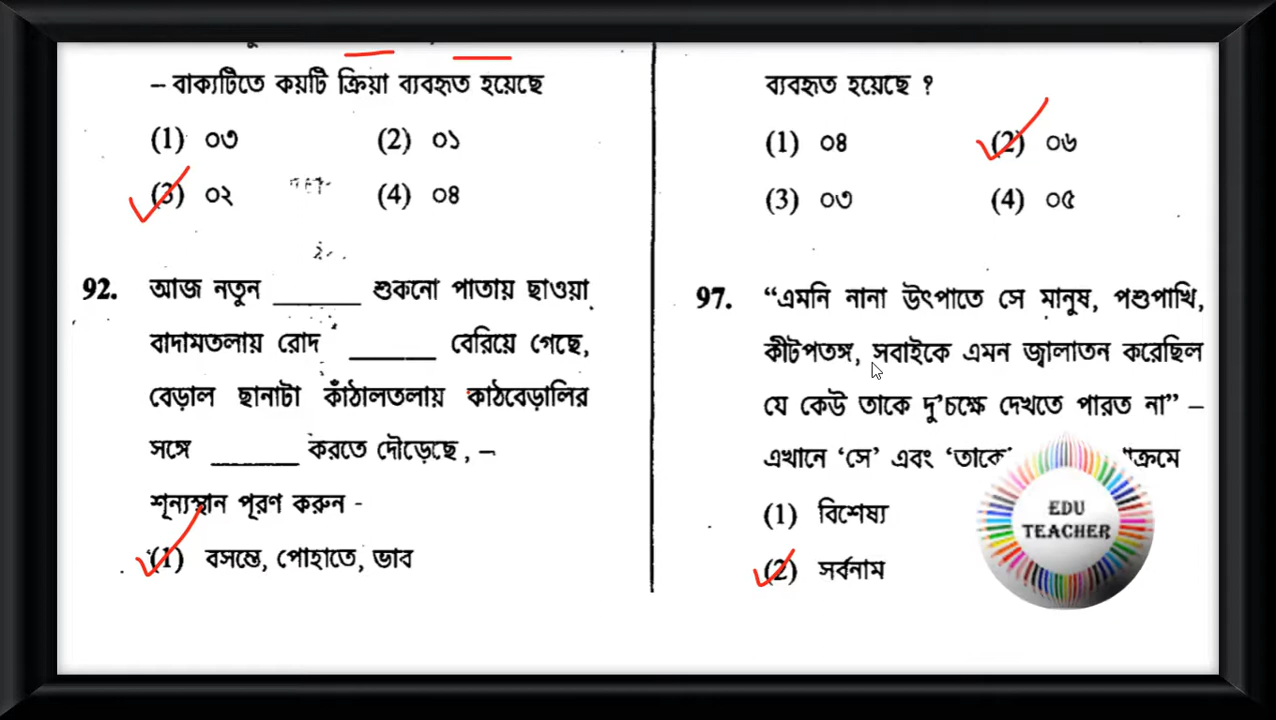 – বাক্যটিতে কয়টি ক্রিয়া ব্যবহৃত হয়েছে
(1) ০৩ (2) ০১
(3) ০২ (4) ০৪
92. আজ নতুন ______ শুকনো পাতায় ছাওয়া
বাদামতলায় রোদ ______ বেরিয়ে গেছে,
বেড়াল ছানাটা কাঁঠালতলায় কাঠবেড়ালির
সঙ্গে ______ করতে দৌড়েছে, –
শূন্যস্থান পূরণ করুন -
(1) বসন্তে, পোহাতে, ভাব
ব্যবহৃত হয়েছে ?
(1) ০৪ (2) ০৬
(3) ০৩ (4) ০৫
97. “এমনি নানা উৎপাতে সে মানুষ, পশুপাখি,
কীটপতঙ্গ, সবাইকে এমন জ্বালাতন করেছিল
যে কেউ তাকে দু’চক্ষে দেখতে পারত না” –
এখানে ‘সে’ এবং ‘তাকে’
(1) বিশেষ্য
(2) সর্বনাম
EDU
TEACHER